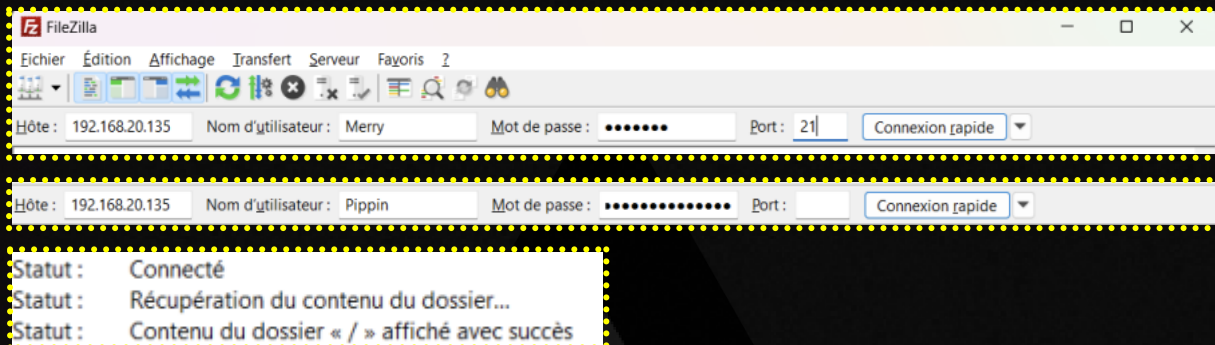 FileZilla
Fichier Édition Affichage Transfert Serveur Favoris ?
Hôte : 192.168.20.135 Nom d'utilisateur : Merry Mot de passe : ●●●●●●● Port : 21 Connexion rapide
Hôte : 192.168.20.135 Nom d'utilisateur : Pippin Mot de passe : ●●●●●●●●●●●●●● Port : Connexion rapide
Statut : Connecté
Statut : Récupération du contenu du dossier...
Statut : Contenu du dossier « / » affiché avec succès